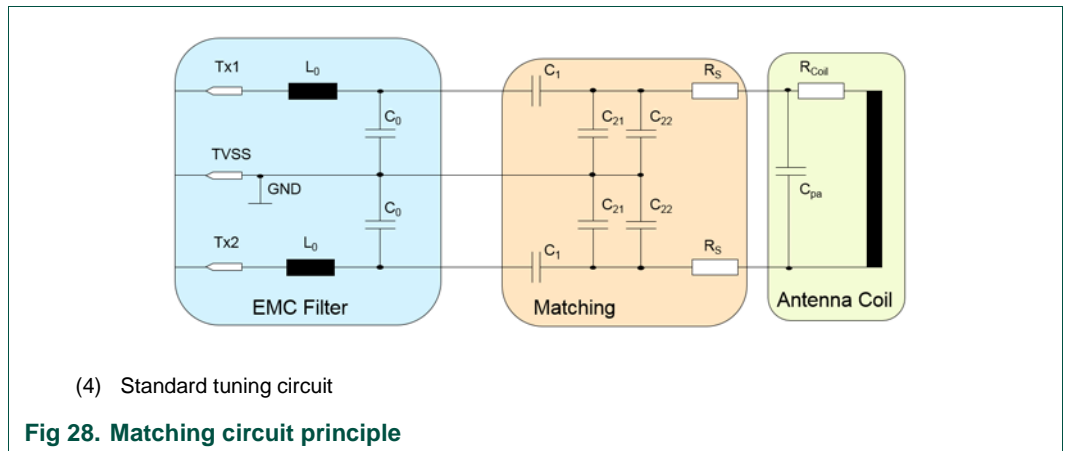 Tx1
L0
C1
RS
RCoil
C0
C21
C22
TVSS
GND
Cpa
C0
C21
C22
Tx2
L0
C1
RS
EMC Filter
Matching
Antenna Coil
(4) Standard tuning circuit
Fig 28. Matching circuit principle